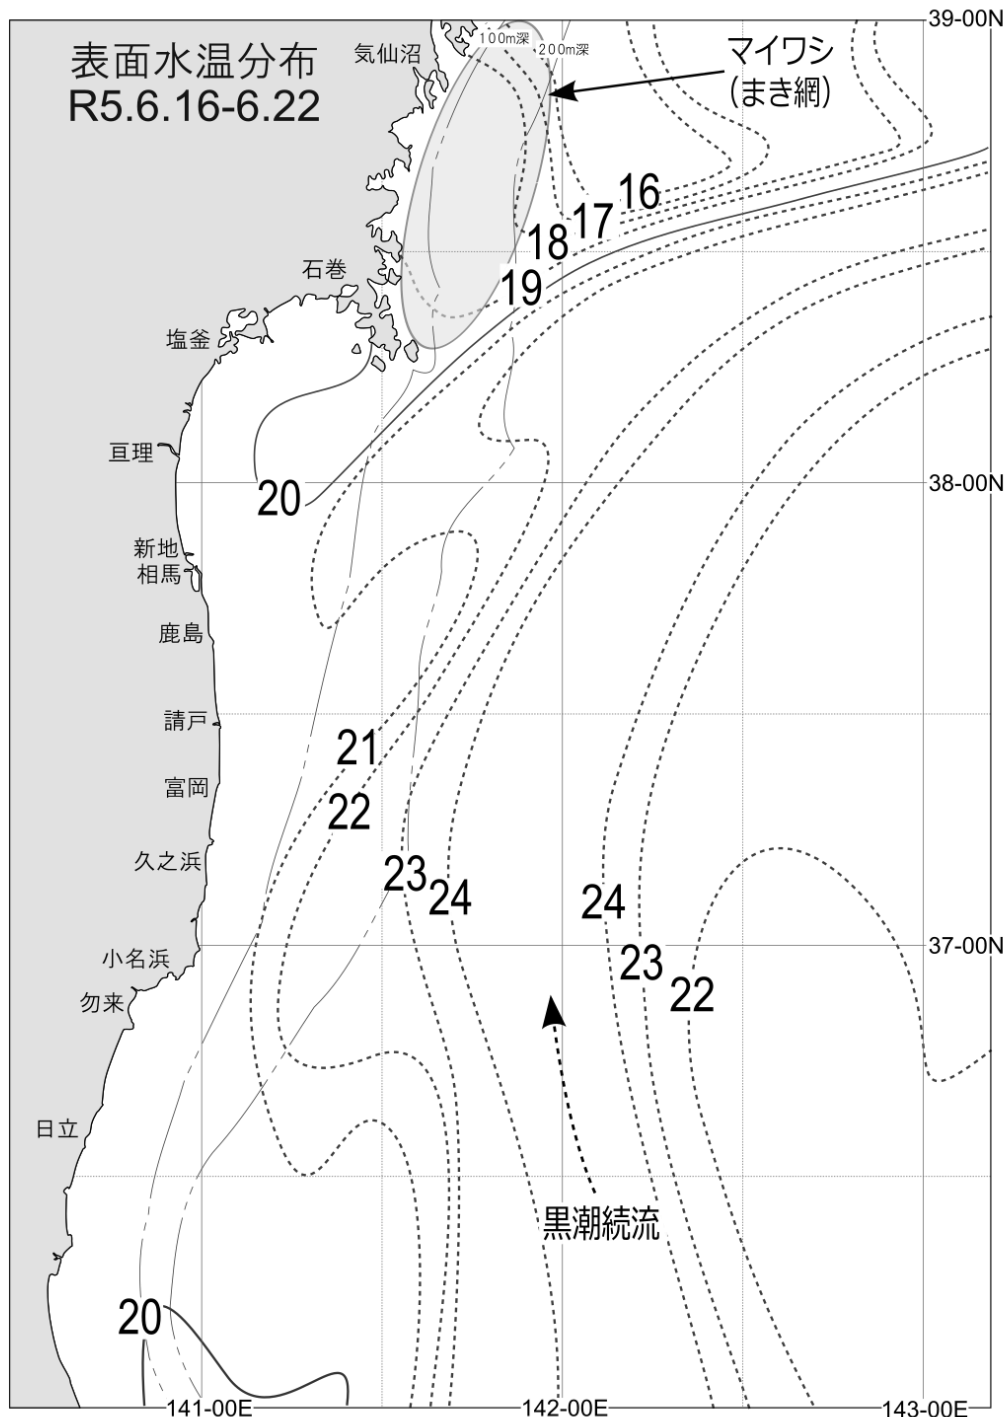 39-00N
表面水温分布
R5.6.16-6.22
気仙沼
100m深
200m深
マイワシ
(まき網)
16
17
18
19
石巻
塩釜
亘理
20
38-00N
新地
相馬
鹿島
請戸
21
富岡
22
久之浜
23
24
24
小名浜
37-00N
23
22
勿来
日立
黒潮続流
20
141-00E
142-00E
143-00E